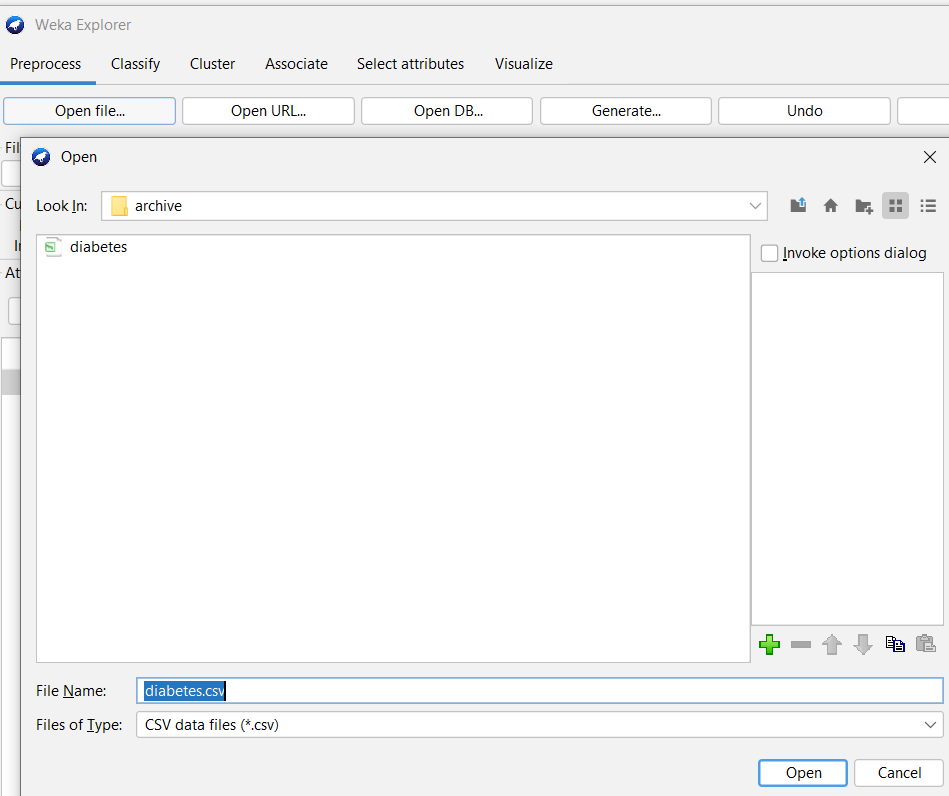 Weka Explorer
Preprocess Classify Cluster Associate Select attributes Visualize
Open file... Open URL... Open DB... Generate... Undo
Fil
Open
Look In: archive
Cu
diabetes
In
Invoke options dialog
At
File Name: diabetes.csv
Files of Type: CSV data files (*.csv)
Open Cancel